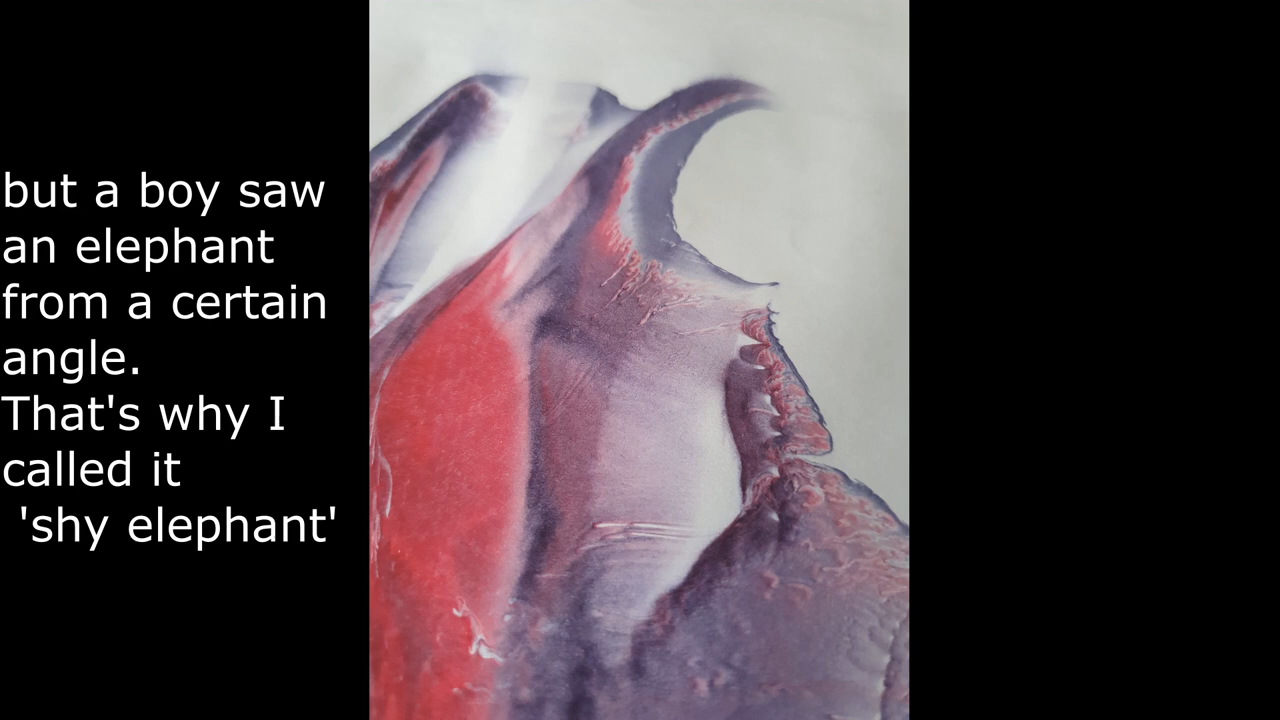 but a boy saw
an elephant
from a certain
angle.
That's why I
called it
'shy elephant'